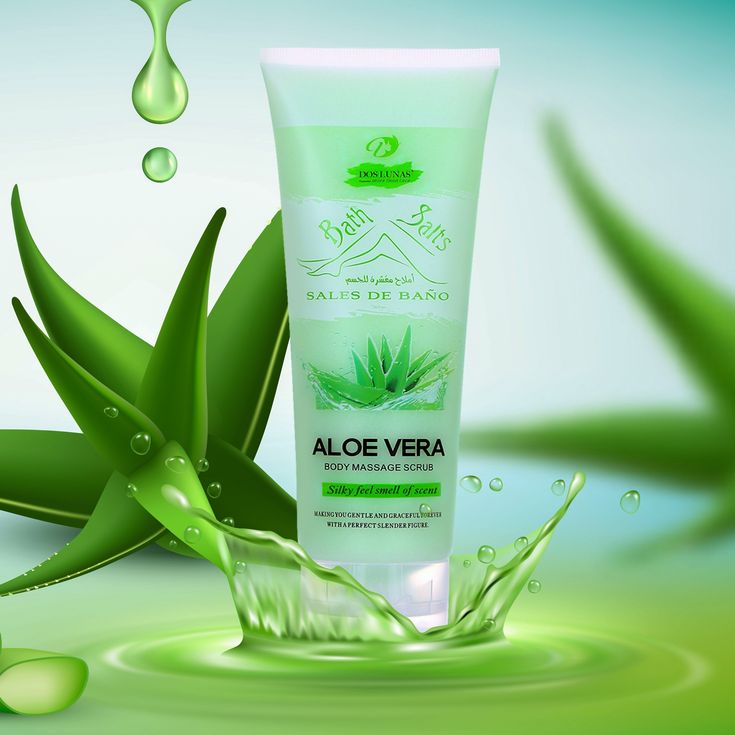 DOS LUNAS
Bath Salts
أملاح مقشرة للجسم
SALES DE BAÑO
ALOE VERA
BODY MASSAGE SCRUB
Silky feel smell of scent
MAKING YOU GENTLE AND GRACEFUL FOREVER
WITH A PERFECT SLENDER FIGURE.